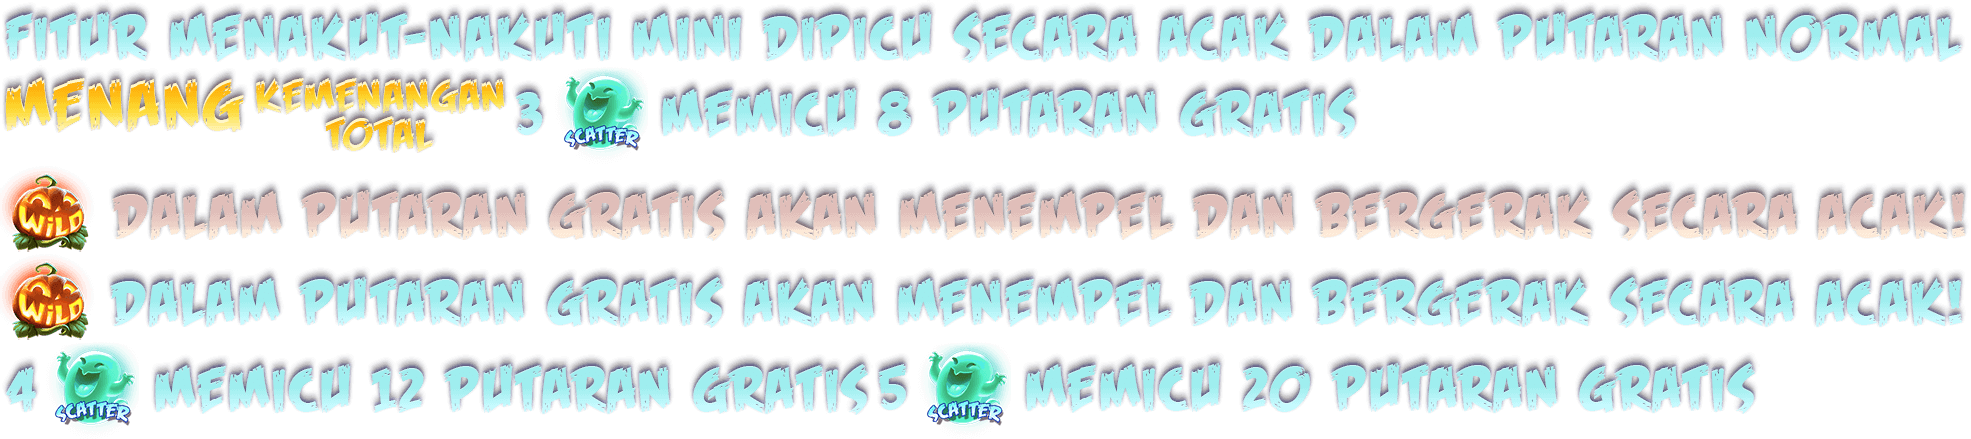 FITUR MENAKUT-NAKUTI MINI DIPICU SECARA ACAK DALAM PUTARAN NORMAL
MENANG KEMENANGAN TOTAL 3 SCATTER MEMICU 8 PUTARAN GRATIS
WILD DALAM PUTARAN GRATIS AKAN MENEMPEL DAN BERGERAK SECARA ACAK!
WILD DALAM PUTARAN GRATIS AKAN MENEMPEL DAN BERGERAK SECARA ACAK!
4 SCATTER MEMICU 12 PUTARAN GRATIS 5 SCATTER MEMICU 20 PUTARAN GRATIS